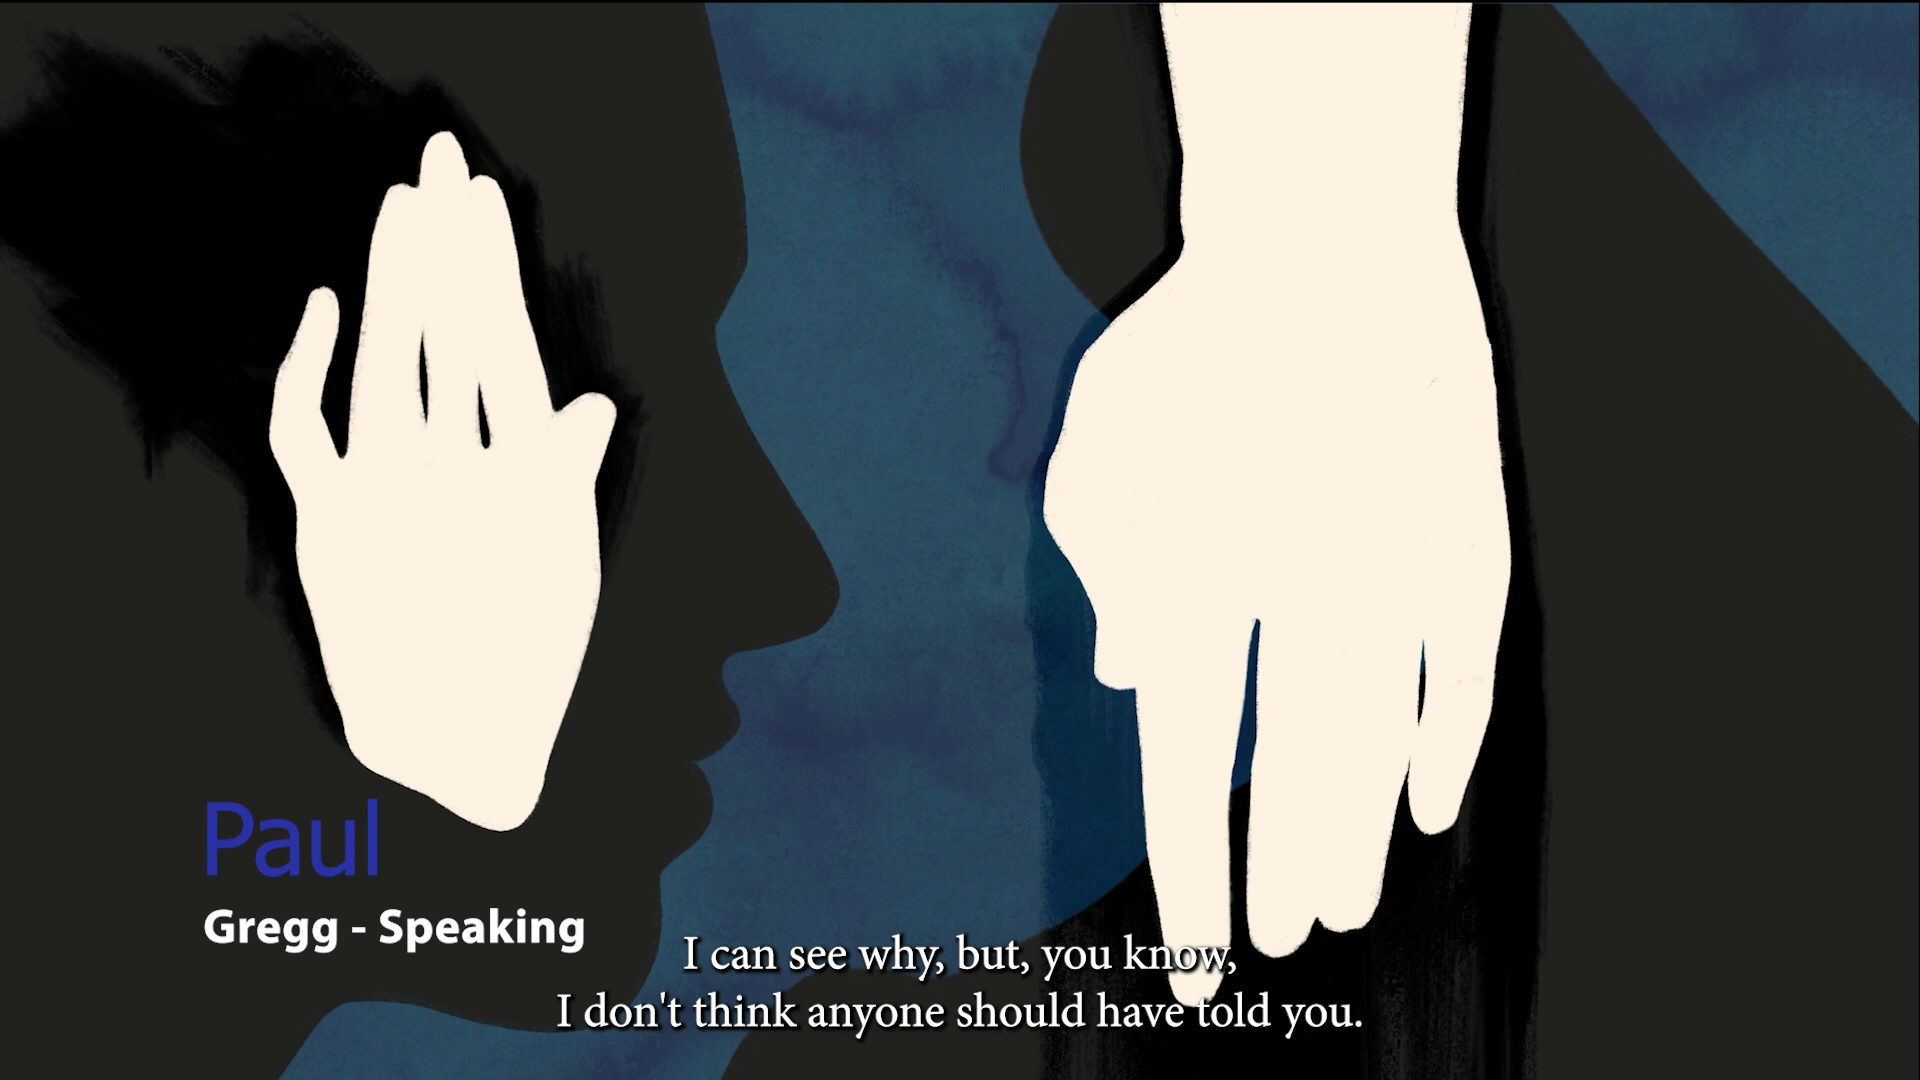 Paul
Gregg - Speaking
I can see why, but, you know,
I don't think anyone should have told you.